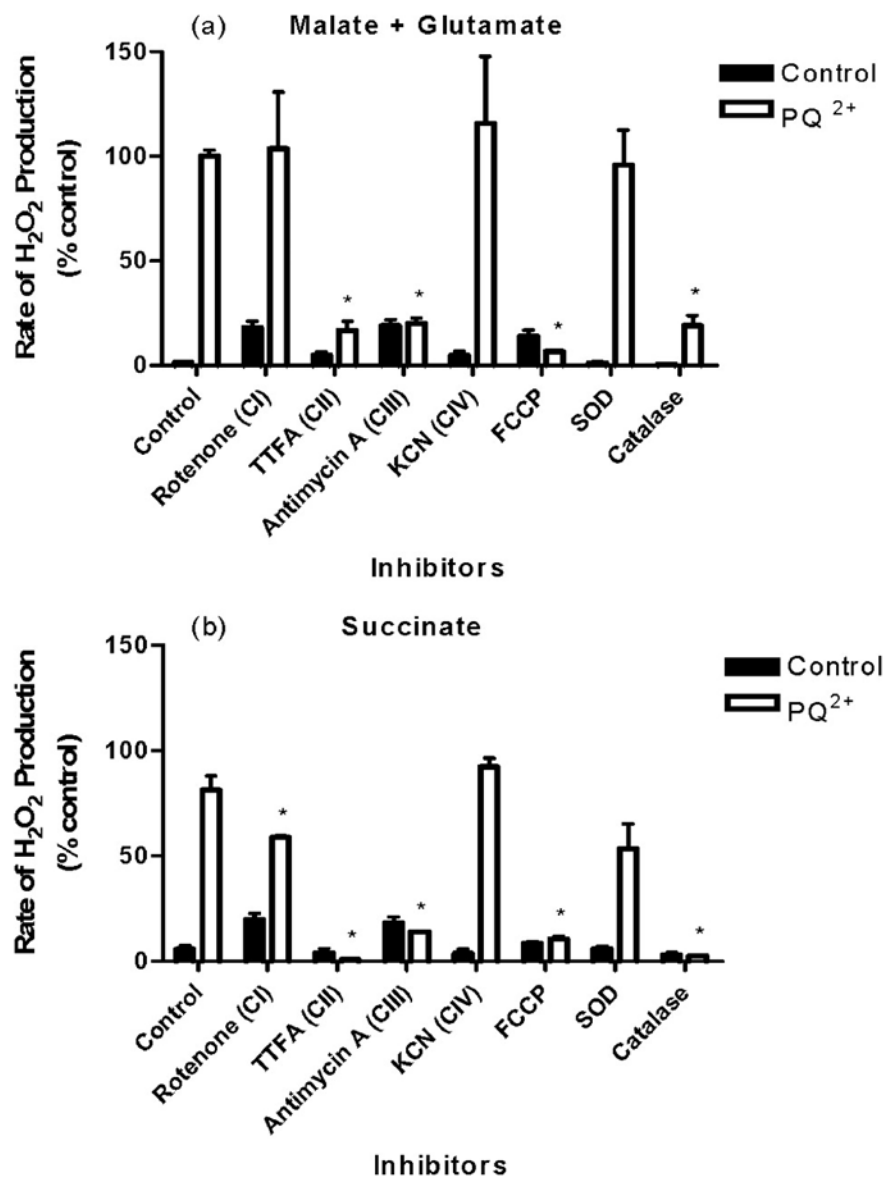 (a) Malate + Glutamate
Control
PQ 2+
Rate of H2O2 Production
(% control)
150
100
50
0
*
*
*
*
Control
Rotenone (CI)
TTFA (CII)
Antimycin A (CIII)
KCN (CIV)
FCCP
SOD
Catalase
Inhibitors
(b) Succinate
Control
PQ2+
Rate of H2O2 Production
(% control)
150
100
50
0
*
*
*
*
*
Control
Rotenone (CI)
TTFA (CII)
Antimycin A (CIII)
KCN (CIV)
FCCP
SOD
Catalase
Inhibitors